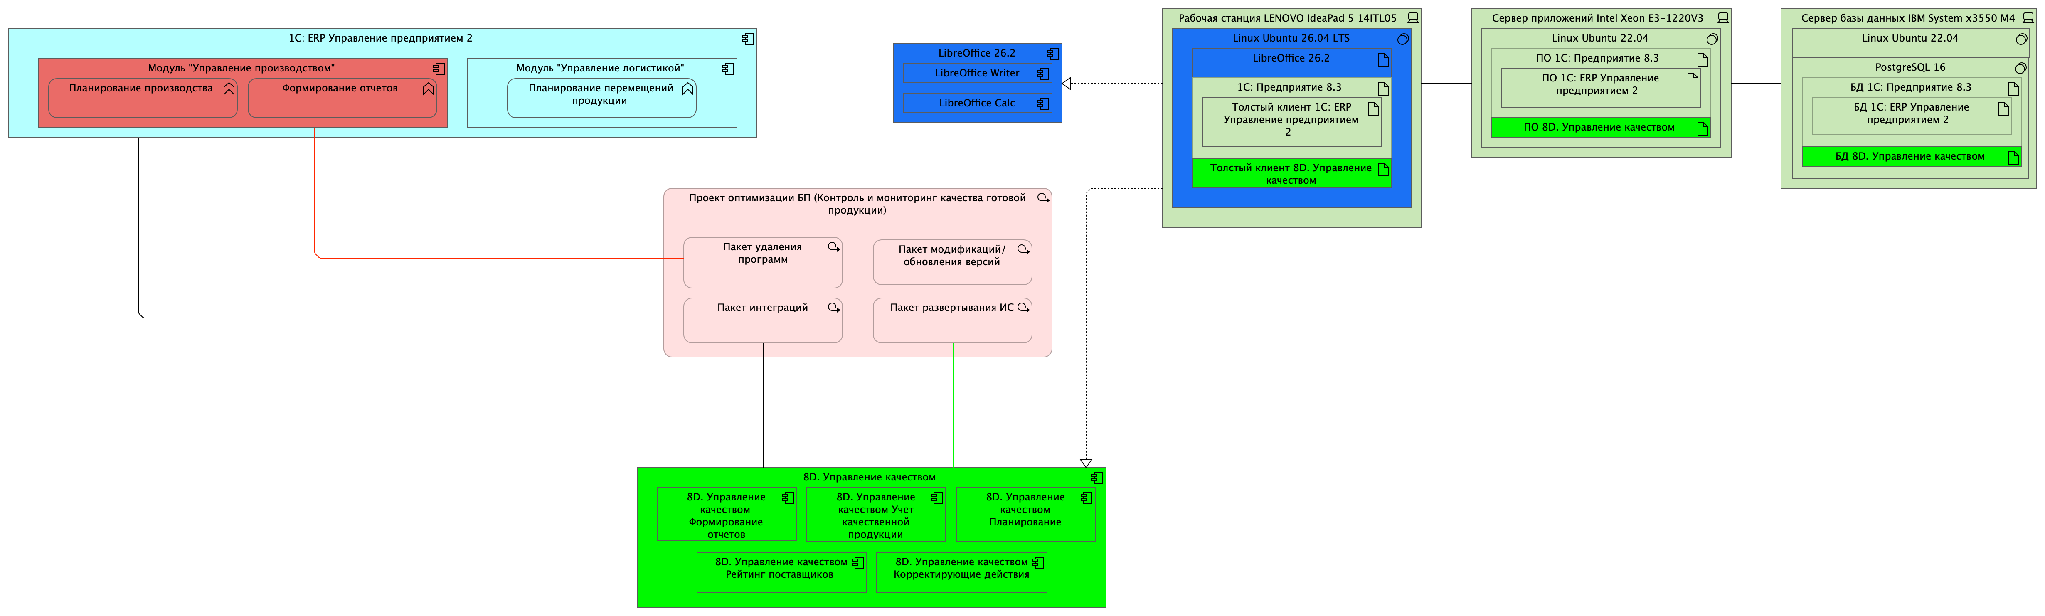 1С: ERP Управление предприятием 2
Модуль "Управление производством"
Планирование производства
Формирование отчетов
Модуль "Управление логистикой"
Планирование перемещений
продукции
LibreOffice 26.2
LibreOffice Writer
LibreOffice Calc
Рабочая станция LENOVO IdeaPad 5 14ITL05
Linux Ubuntu 26.04 LTS
LibreOffice 26.2
1С: Предприятие 8.3
Толстый клиент 1С: ERP
Управление предприятием
2
Толстый клиент 8D. Управление
качеством
Сервер приложений Intel Xeon E3-1220V3
Linux Ubuntu 22.04
ПО 1С: Предприятие 8.3
ПО 1С: ERP Управление
предприятием 2
ПО 8D. Управление качеством
Сервер базы данных IBM System x3550 M4
Linux Ubuntu 22.04
PostgreSQL 16
БД 1С: Предприятие 8.3
БД 1С: ERP Управление
предприятием 2
БД 8D. Управление качеством
Проект оптимизации БП (Контроль и мониторинг качества готовой
продукции)
Пакет удаления
программ
Пакет модификаций/
обновления версий
Пакет интеграций
Пакет развертывания ИС
8D. Управление качеством
8D. Управление
качеством
Формирование
отчетов
8D. Управление
качеством Учет
качественной
продукции
8D. Управление
качеством
Планирование
8D. Управление качеством
Рейтинг поставщиков
8D. Управление качеством
Корректирующие действия